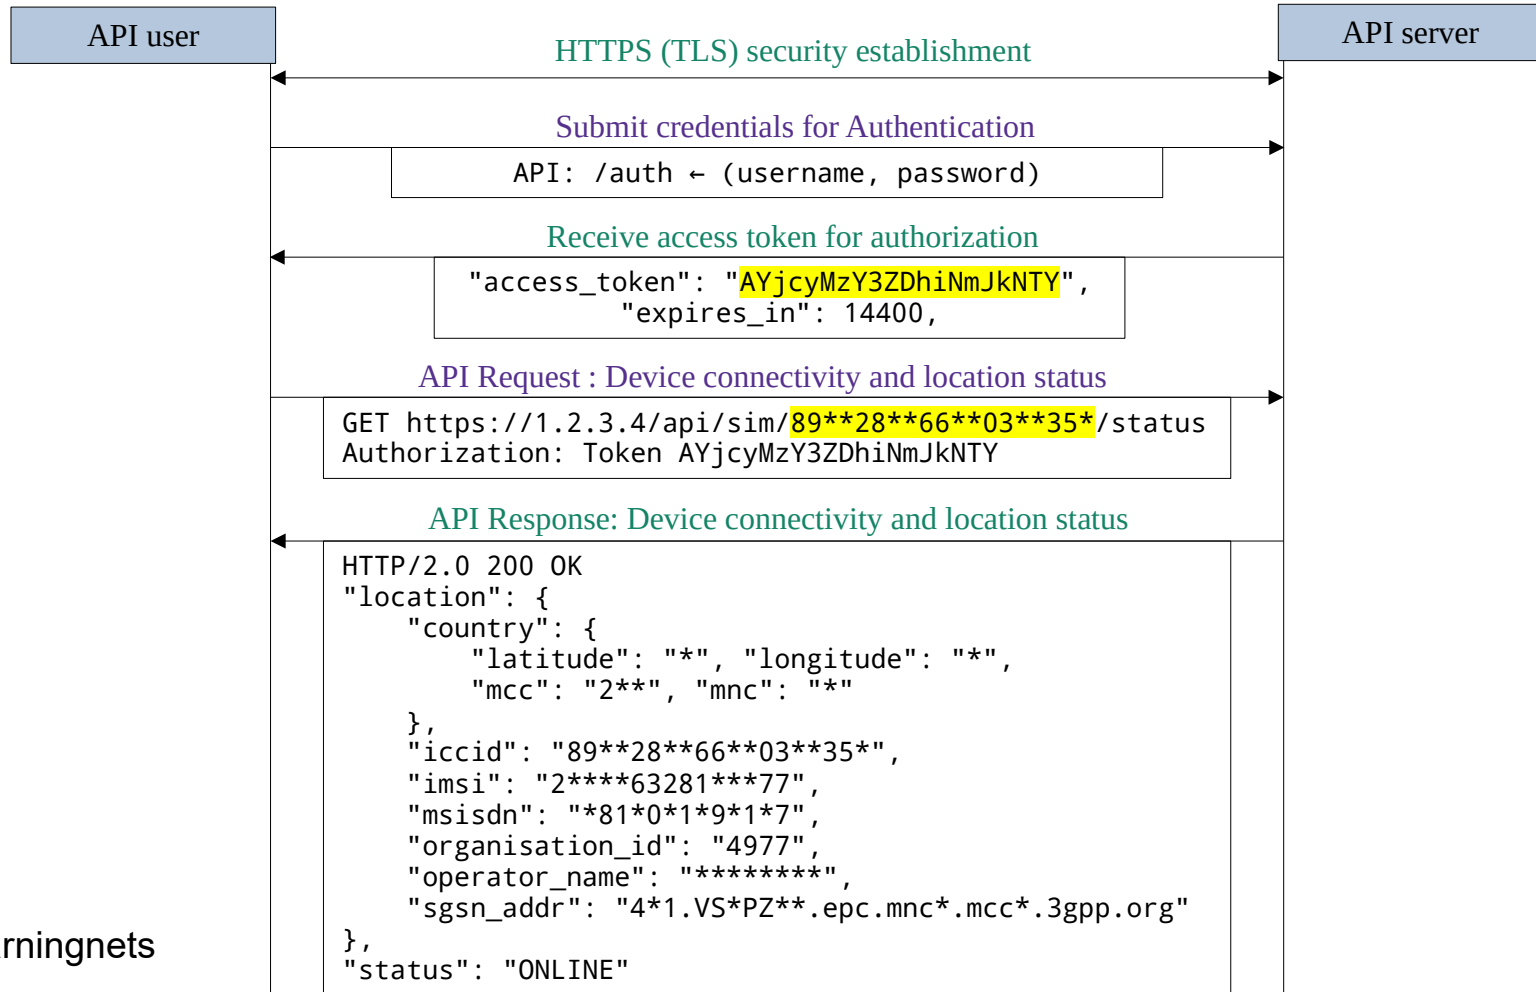 API user
API server
HTTPS (TLS) security establishment
Submit credentials for Authentication
API: /auth ← (username, password)
Receive access token for authorization
"access_token": "AYjcyMzY3ZDhiNmJkNTY",
"expires_in": 14400,
API Request : Device connectivity and location status
GET https://1.2.3.4/api/sim/89**28**66**03**35*/status
Authorization: Token AYjcyMzY3ZDhiNmJkNTY
API Response: Device connectivity and location status
HTTP/2.0 200 OK
"location": {
    "country": {
        "latitude": "*", "longitude": "*",
        "mcc": "2**", "mnc": "*"
    },
    "iccid": "89**28**66**03**35*",
    "imsi": "2****63281***77",
    "msisdn": "*81*0*1*9*1*7",
    "organisation_id": "4977",
    "operator_name": "********",
    "sgsn_addr": "4*1.VS*PZ**.epc.mnc*.mcc*.3gpp.org"
},
"status": "ONLINE"
rningnets